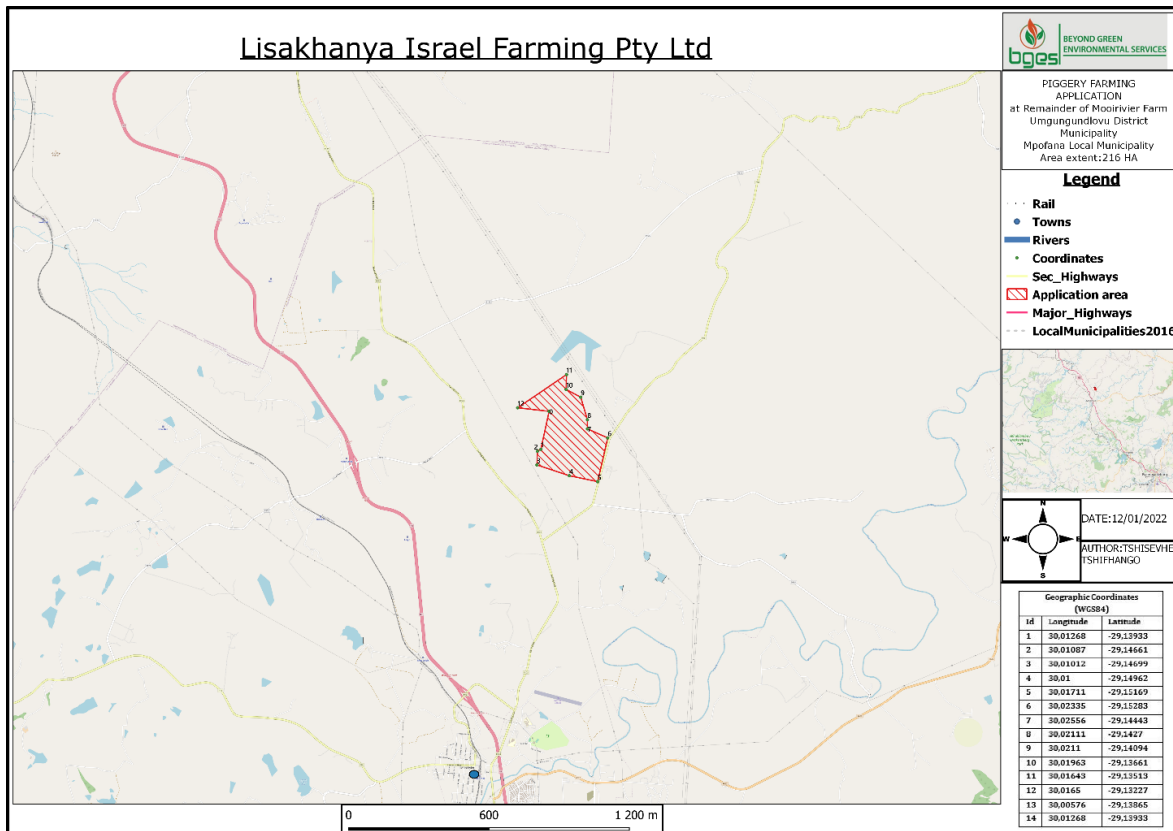 Lisakhanya Israel Farming Pty Ltd
bges
BEYOND GREEN
ENVIRONMENTAL SERVICES
PIGGERY FARMING
APPLICATION
at Remainder of Mooirivier Farm
Umgungundlovu District
Municipality
Mpofana Local Municipality
Area extent:216 HA
Legend
Rail
Towns
Rivers
Coordinates
Sec_Highways
Application area
Major_Highways
LocalMunicipalities2016
11
10
9
12
0
8
7
6
2
1
3
4
5
N
W
E
S
DATE:12/01/2022
AUTHOR:TSHISEVHE
TSHIFHANGO
Geographic Coordinates
(WGS84)
Id Longitude Latitude
1 30,01268 -29,13933
2 30,01087 -29,14661
3 30,01012 -29,14699
4 30,01 -29,14962
5 30,01711 -29,15169
6 30,02335 -29,15283
7 30,02556 -29,14443
8 30,02111 -29,1427
9 30,0211 -29,14094
10 30,01963 -29,13661
11 30,01643 -29,13513
12 30,0165 -29,13227
13 30,00576 -29,13865
14 30,01268 -29,13933
0 600 1 200 m